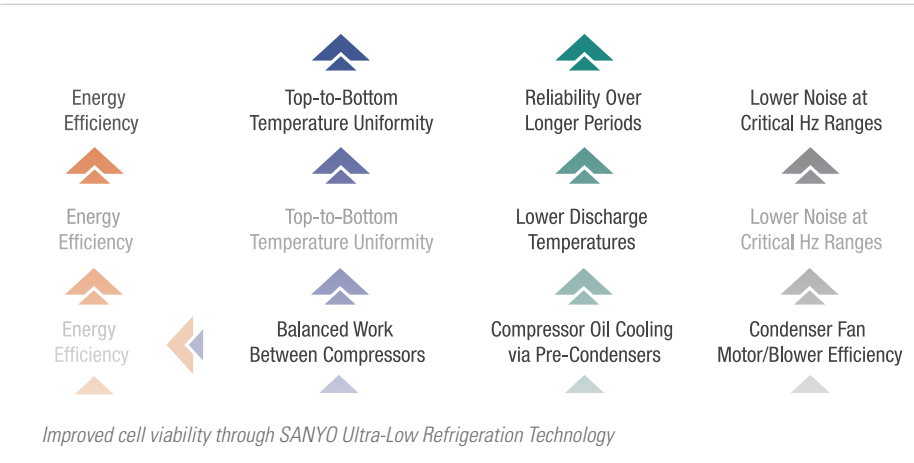 Energy
Efficiency
Top-to-Bottom
Temperature Uniformity
Reliability Over
Longer Periods
Lower Noise at
Critical Hz Ranges
Energy
Efficiency
Top-to-Bottom
Temperature Uniformity
Lower Discharge
Temperatures
Lower Noise at
Critical Hz Ranges
Energy
Efficiency
Balanced Work
Between Compressors
Compressor Oil Cooling
via Pre-Condensers
Condenser Fan
Motor/Blower Efficiency
Improved cell viability through SANYO Ultra-Low Refrigeration Technology